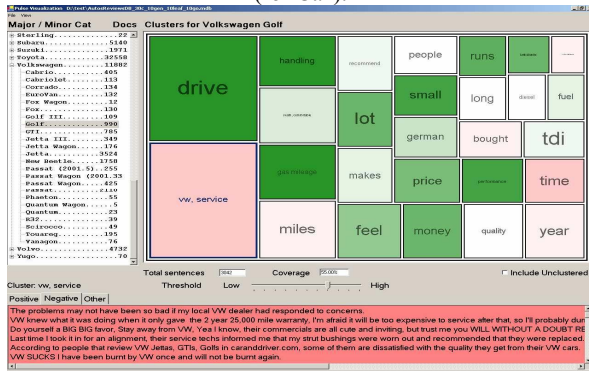 Pulse Visualization
File View
Major / Minor Cat Docs
Clusters for Volkswagen Golf
Sterling...........22
Subaru...........5140
Suzuki...........1971
Toyota..........32558
Volkswagen......11882
Cabrio..........405
Cabriolet.......113
Corrado.........134
EuroVan.........132
Fox Wagon........12
Fox.............130
Golf III........109
Golf............990
GTI.............785
Jetta III.......349
Jetta Wagon.....176
Jetta..........3524
New Beetle.....1758
Passat (2001.5)..255
Passat Wagon (2001.33
Passat Wagon....425
Passat.........2110
Phaeton..........55
Quantum Wagon.....5
Quantum..........23
R32..............39
Scirocco.........49
Touareg.........195
Vanagon..........76
Volvo..........4732
Yugo.............70
drive
handling
recommend
people
runs
small
long
diesel
fuel
lot
german
bought
tdi
vw, service
gas mileage
makes
price
performance
time
miles
feel
money
quality
year
Total sentences
Coverage
Include Unclustered
Cluster: vw, service
Threshold Low High
Positive Negative Other
The problems may not have been so bad if my local VW dealer had responded to concerns.
VW knew what it was doing when it only gave the 2 year 25,000 mile warranty, I'm afraid it will be too expensive to service after that, so I'll probably dum
Do yourself a BIG BIG favor, Stay away from VW, Yea I know, their commercials are all cute and inviting, but trust me you WILL WITHOUT A DOUBT RE
Last time I took it in for an alignment, their service techs informed me that my strut bushings were worn out and recommended that they were replaced.
According to people that review VW Jettas, GTIs, Golfs in caranddriver.com, some of them are dissatisfied with the quality they get from their VW cars.
VW SUCKS I have been burnt by VW once and will not be burnt again.